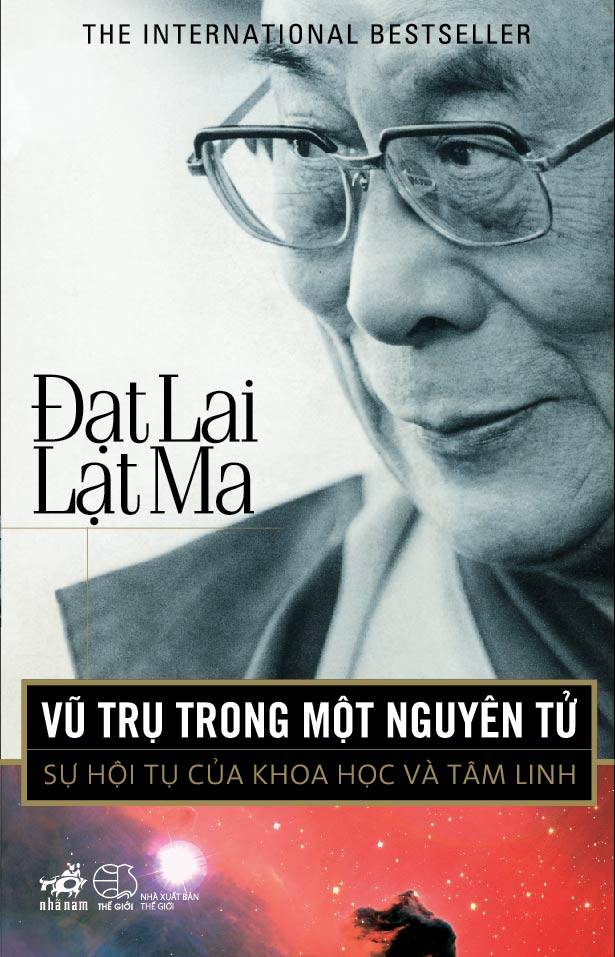 THE INTERNATIONAL BESTSELLER
Đạt Lai
Lạt Ma
VŨ TRỤ TRONG MỘT NGUYÊN TỬ
SỰ HỘI TỤ CỦA KHOA HỌC VÀ TÂM LINH
nhã nam
THẾ GIỚI
NHÀ XUẤT BẢN
THẾ GIỚI